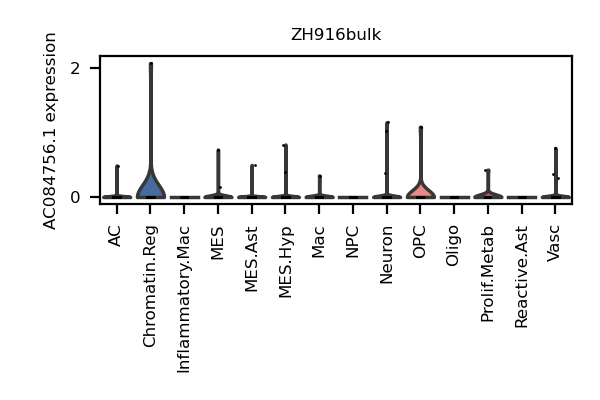 ZH916bulk
AC084756.1 expression
2
0
AC
Chromatin.Reg
Inflammatory.Mac
MES
MES.Ast
MES.Hyp
Mac
NPC
Neuron
OPC
Oligo
Prolif.Metab
Reactive.Ast
Vasc